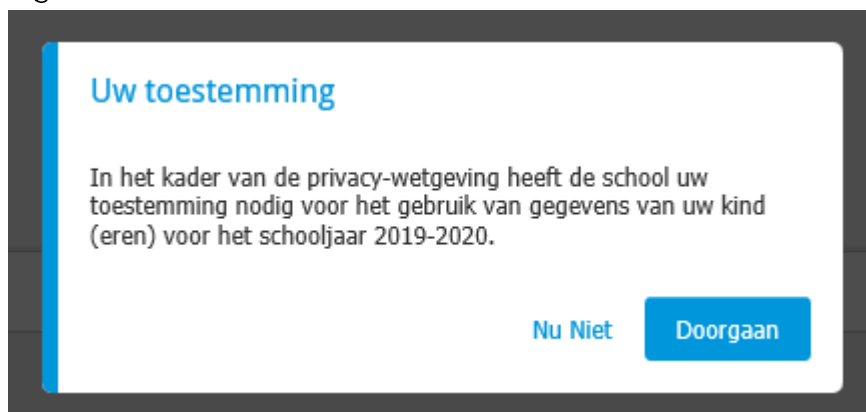 Uw toestemming
In het kader van de privacy-wetgeving heeft de school uw
toestemming nodig voor het gebruik van gegevens van uw kind
(eren) voor het schooljaar 2019-2020.
Nu Niet Doorgaan